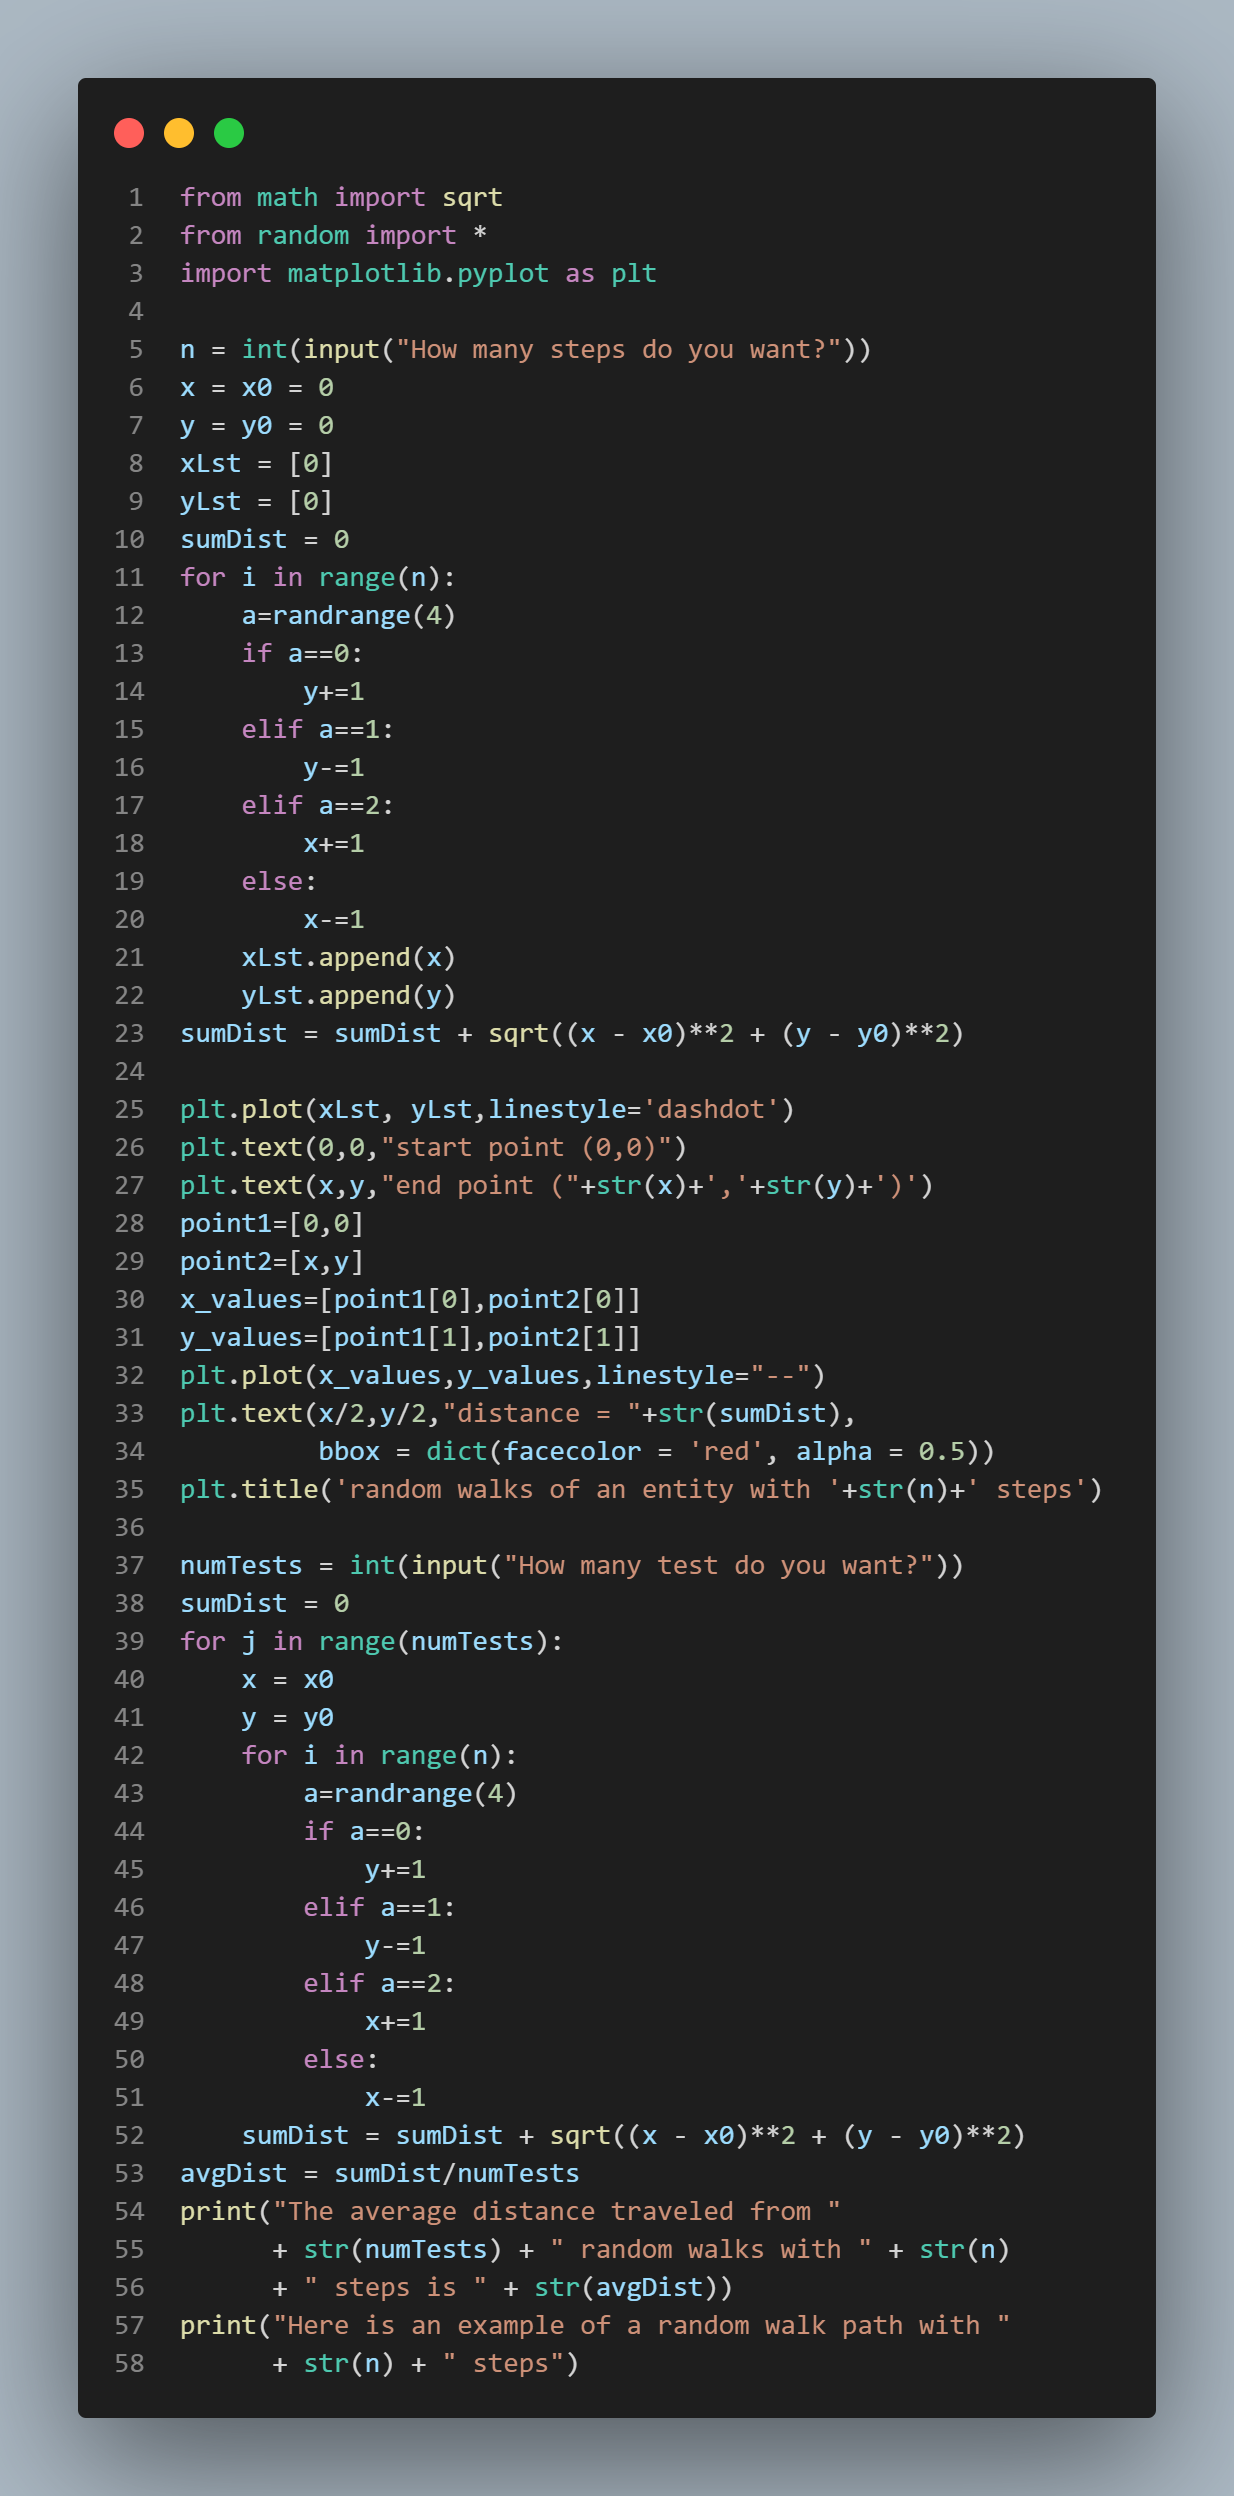 1 from math import sqrt
2 from random import *
3 import matplotlib.pyplot as plt
4
5 n = int(input("How many steps do you want?"))
6 x = x0 = 0
7 y = y0 = 0
8 xLst = [0]
9 yLst = [0]
10 sumDist = 0
11 for i in range(n):
12     a=randrange(4)
13     if a==0:
14         y+=1
15     elif a==1:
16         y-=1
17     elif a==2:
18         x+=1
19     else:
20         x-=1
21     xLst.append(x)
22     yLst.append(y)
23 sumDist = sumDist + sqrt((x - x0)**2 + (y - y0)**2)
24
25 plt.plot(xLst, yLst,linestyle='dashdot')
26 plt.text(0,0,"start point (0,0)")
27 plt.text(x,y,"end point ("+str(x)+','+str(y)+')')
28 point1=[0,0]
29 point2=[x,y]
30 x_values=[point1[0],point2[0]]
31 y_values=[point1[1],point2[1]]
32 plt.plot(x_values,y_values,linestyle="--")
33 plt.text(x/2,y/2,"distance = "+str(sumDist),
34          bbox = dict(facecolor = 'red', alpha = 0.5))
35 plt.title('random walks of an entity with '+str(n)+' steps')
36
37 numTests = int(input("How many test do you want?"))
38 sumDist = 0
39 for j in range(numTests):
40     x = x0
41     y = y0
42     for i in range(n):
43         a=randrange(4)
44         if a==0:
45             y+=1
46         elif a==1:
47             y-=1
48         elif a==2:
49             x+=1
50         else:
51             x-=1
52     sumDist = sumDist + sqrt((x - x0)**2 + (y - y0)**2)
53 avgDist = sumDist/numTests
54 print("The average distance traveled from "
55       + str(numTests) + " random walks with " + str(n)
56       + " steps is " + str(avgDist))
57 print("Here is an example of a random walk path with "
58       + str(n) + " steps")